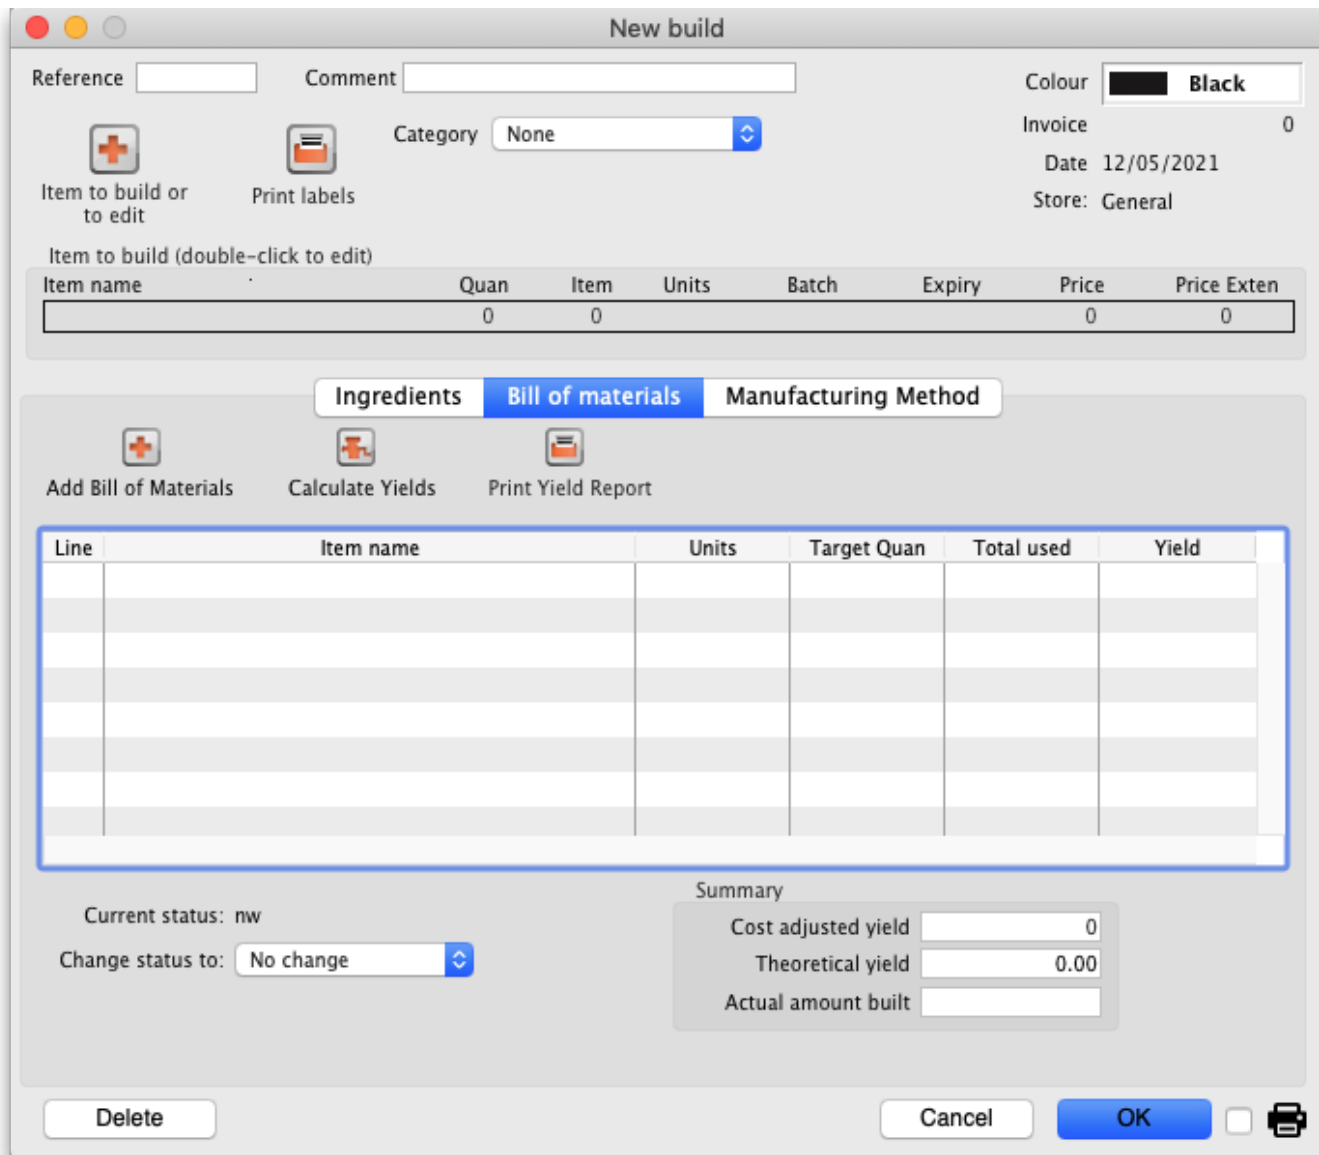 New build
Reference
Comment
Colour Black
Category None
Invoice 0
Date 12/05/2021
Store: General
Item to build or
to edit
Print labels
Item to build (double-click to edit)
Item name Quan Item Units Batch Expiry Price Price Exten
0 0 0 0
Ingredients Bill of materials Manufacturing Method
Add Bill of Materials Calculate Yields Print Yield Report
Line Item name Units Target Quan Total used Yield
Summary
Current status: nw
Change status to: No change
Cost adjusted yield 0
Theoretical yield 0.00
Actual amount built
Delete Cancel OK